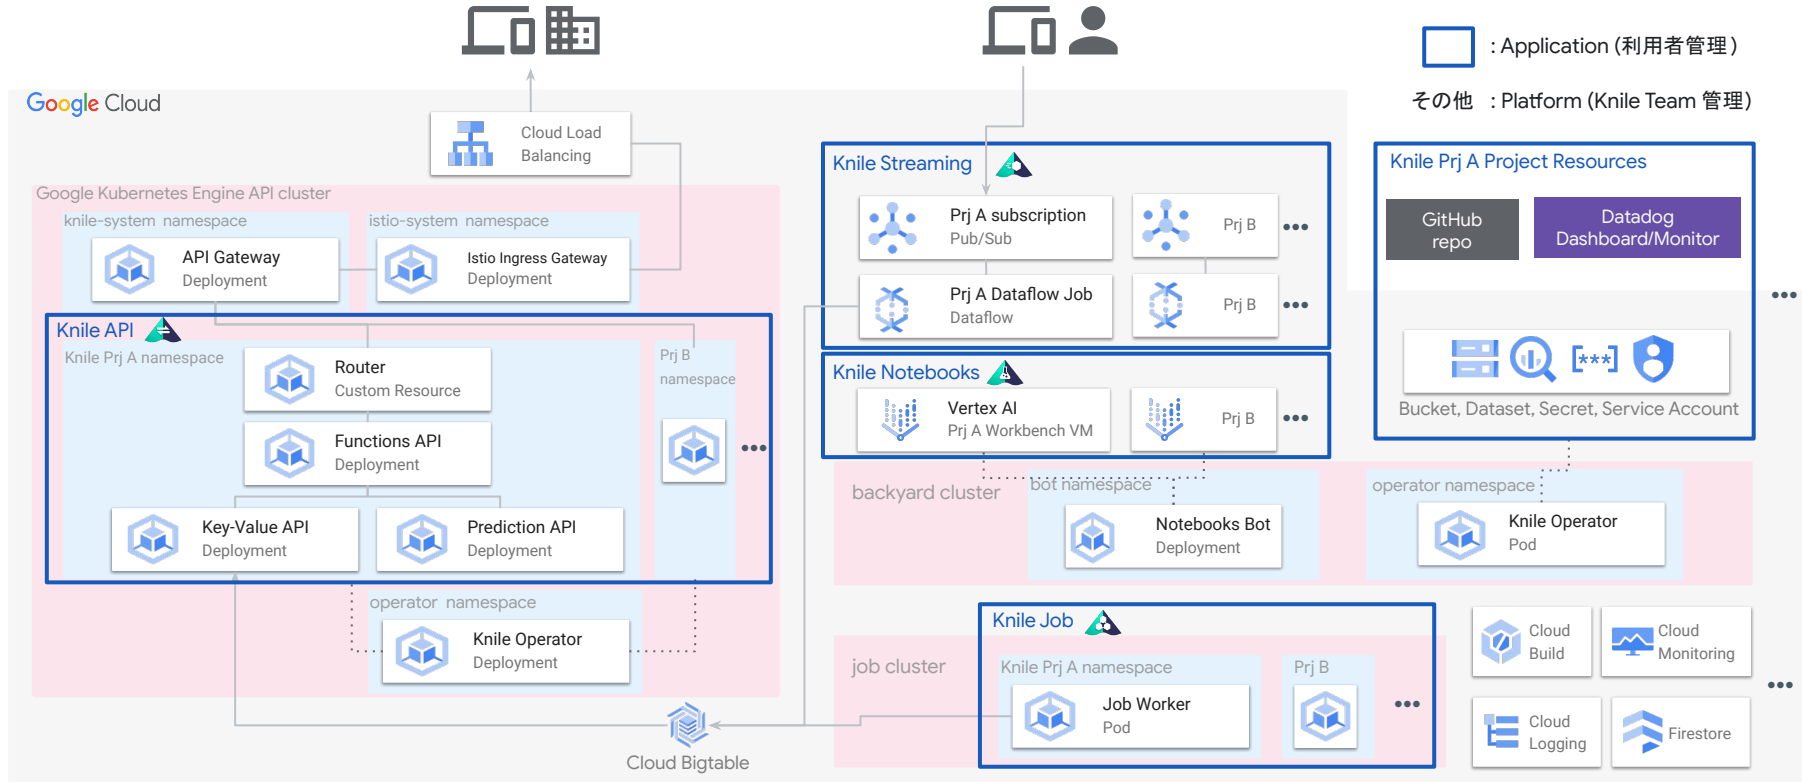 : Application (利用者管理)
その他 : Platform (Knile Team 管理)
Google Cloud
Cloud Load
Balancing
Google Kubernetes Engine API cluster
knile-system namespace
istio-system namespace
API Gateway
Deployment
Istio Ingress Gateway
Deployment
Knile API
Knile Prj A namespace
Router
Custom Resource
Prj B
namespace
Functions API
Deployment
Key-Value API
Deployment
Prediction API
Deployment
operator namespace
Knile Operator
Deployment
Cloud Bigtable
Knile Streaming
Prj A subscription
Pub/Sub
Prj B
Prj A Dataflow Job
Dataflow
Prj B
Knile Notebooks
Vertex AI
Prj A Workbench VM
Prj B
Knile Prj A Project Resources
GitHub
repo
Datadog
Dashboard/Monitor
[***]
Bucket, Dataset, Secret, Service Account
backyard cluster
bot namespace
Notebooks Bot
Deployment
operator namespace
Knile Operator
Pod
job cluster
Knile Job
Knile Prj A namespace
Job Worker
Pod
Prj B
Cloud
Build
Cloud
Monitoring
Cloud
Logging
Firestore